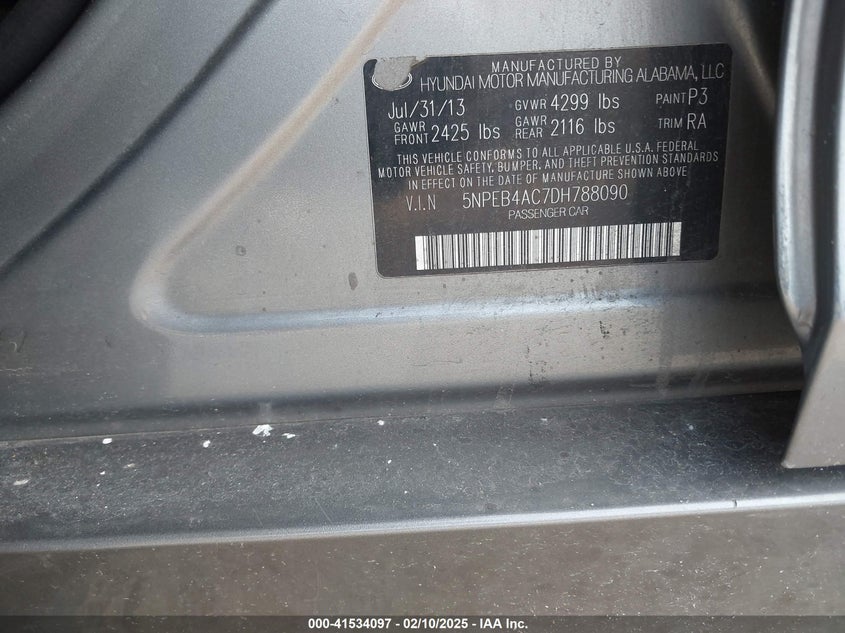 MANUFACTURED BY
HYUNDAI MOTOR MANUFACTURING ALABAMA, LLC
Jul/31/13 GVWR 4299 lbs PAINT P3
GAWR FRONT 2425 lbs GAWR REAR 2116 lbs TRIM RA
THIS VEHICLE CONFORMS TO ALL APPLICABLE U.S.A. FEDERAL
MOTOR VEHICLE SAFETY, BUMPER, AND THEFT PREVENTION STANDARDS
IN EFFECT ON THE DATE OF MANUFACTURE SHOWN ABOVE
V.I.N 5NPEB4AC7DH788090
PASSENGER CAR
000-41534097 - 02/10/2025 - IAA Inc.